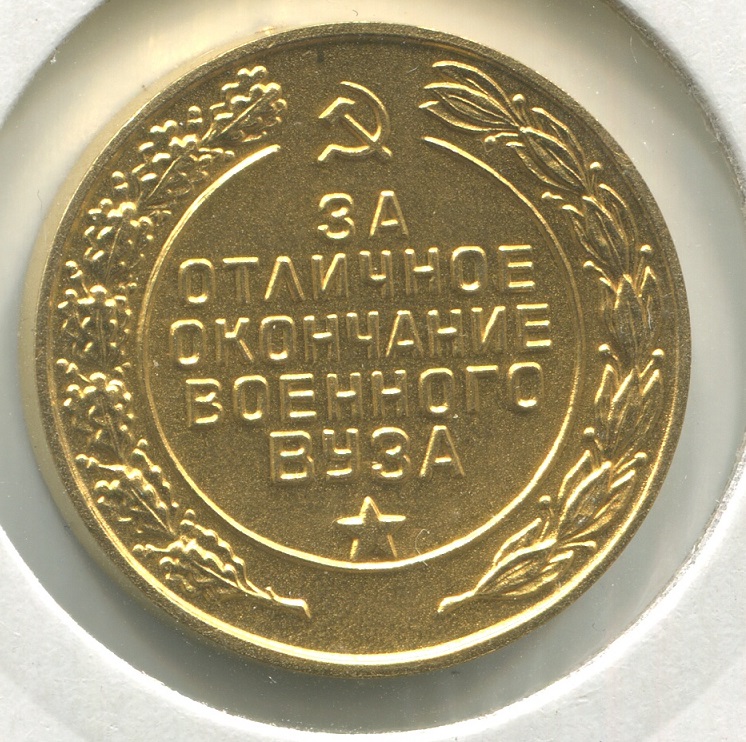 ЗА
ОТЛИЧНОЕ
ОКОНЧАНИЕ
ВОЕННОГО
ВУЗА